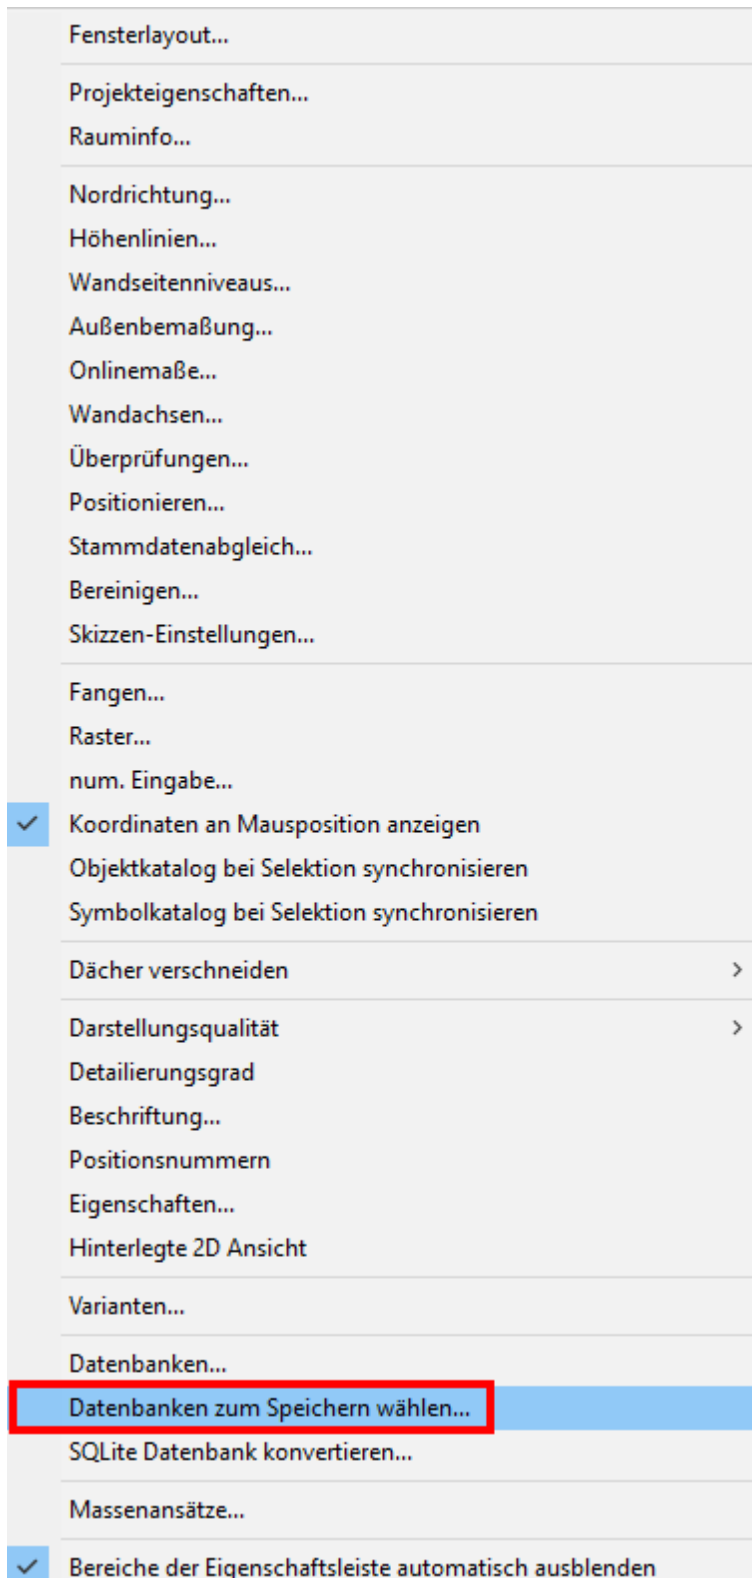 Fensterlayout...
Projekteigenschaften...
Rauminfo...
Nordrichtung...
Höhenlinien...
Wandseitenniveaus...
Außenbemaßung...
Onlinemaße...
Wandachsen...
Überprüfungen...
Positionieren...
Stammdatenabgleich...
Bereinigen...
Skizzen-Einstellungen...
Fangen...
Raster...
num. Eingabe...
Koordinaten an Mausposition anzeigen
Objektkatalog bei Selektion synchronisieren
Symbolkatalog bei Selektion synchronisieren
Dächer verschneiden
Darstellungsqualität
Detailierungsgrad
Beschriftung...
Positionsnummern
Eigenschaften...
Hinterlegte 2D Ansicht
Varianten...
Datenbanken...
Datenbanken zum Speichern wählen...
SQLite Datenbank konvertieren...
Massenansätze...
Bereiche der Eigenschaftsleiste automatisch ausblenden